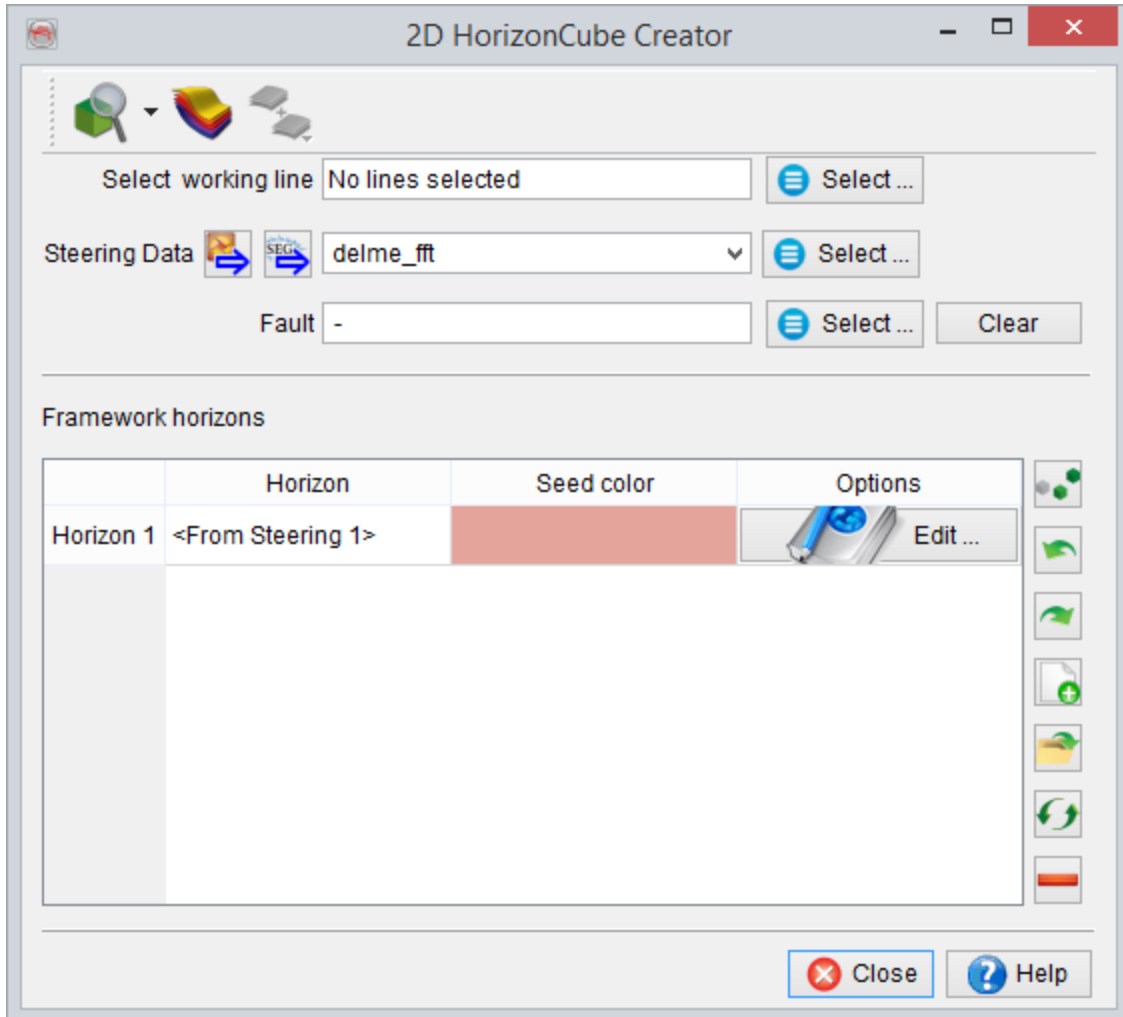 2D HorizonCube Creator
Select working line No lines selected Select ...
Steering Data SEG delme_fft Select ...
Fault - Select ... Clear
Framework horizons
Horizon Seed color Options
Horizon 1 <From Steering 1> Edit ...
Close Help